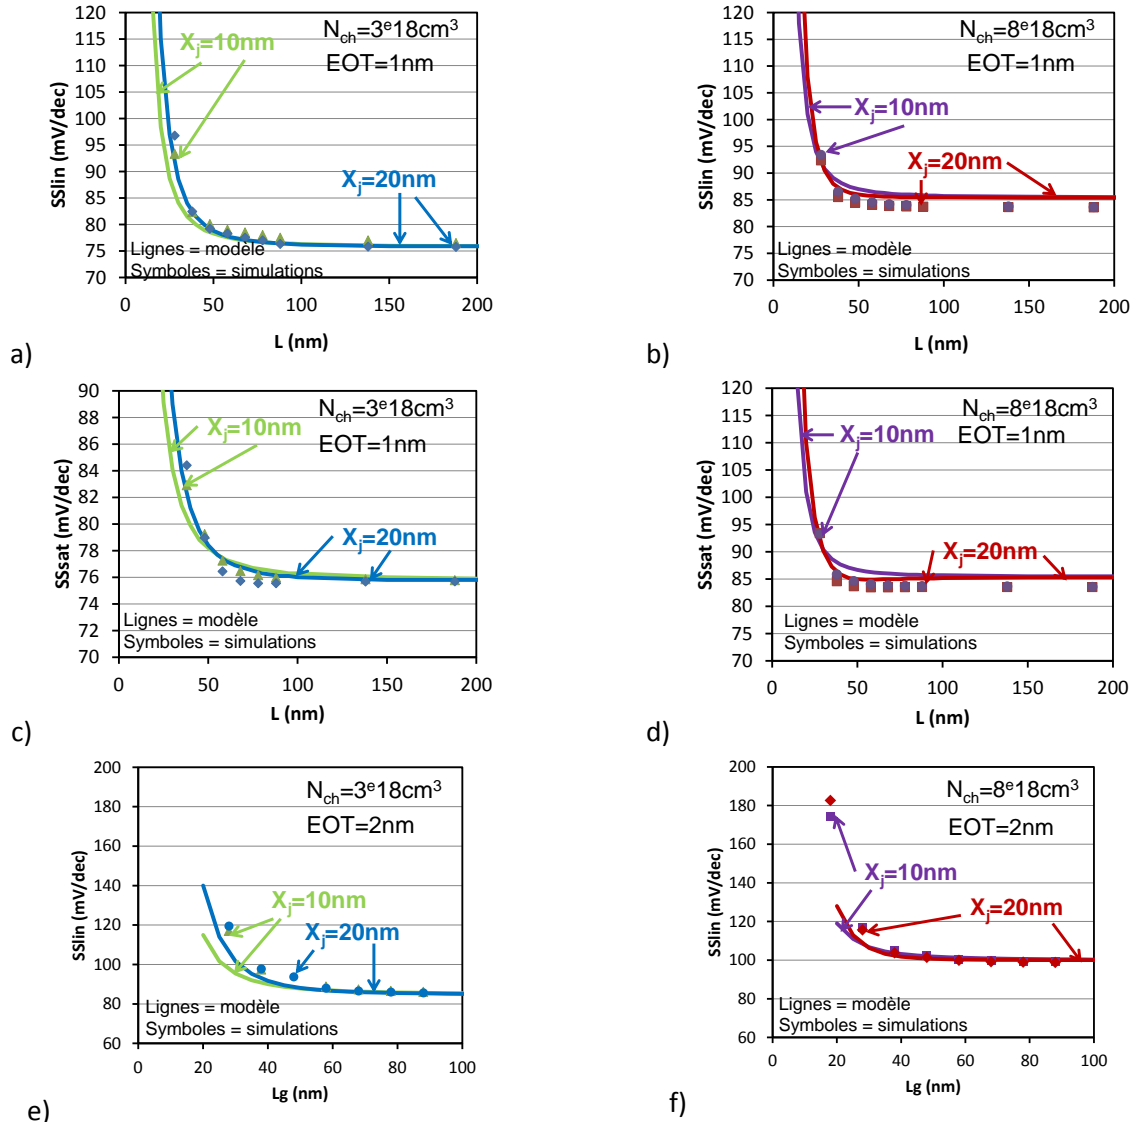 120
115
110
105
100
95
90
85
80
75
70
SSlin (mV/dec)
Nch=3e18cm3
EOT=1nm
Xj=10nm
Xj=20nm
Lignes = modèle
Symboles = simulations
0 50 100 150 200
L (nm)
a)
120
115
110
105
100
95
90
85
80
75
70
SSlin (mV/dec)
Nch=8e18cm3
EOT=1nm
Xj=10nm
Xj=20nm
Lignes = modèle
Symboles = simulations
0 50 100 150 200
L (nm)
b)
90
88
86
84
82
80
78
76
74
72
70
SSsat (mV/dec)
Nch=3e18cm3
EOT=1nm
Xj=10nm
Xj=20nm
Lignes = modèle
Symboles = simulations
0 50 100 150 200
L (nm)
c)
120
115
110
105
100
95
90
85
80
75
70
SSsat (mV/dec)
Nch=8e18cm3
EOT=1nm
Xj=10nm
Xj=20nm
Lignes = modèle
Symboles = simulations
0 50 100 150 200
L (nm)
d)
200
180
160
140
120
100
80
60
SSlin (mV/dec)
Nch=3e18cm3
EOT=2nm
Xj=10nm
Xj=20nm
Lignes = modèle
Symboles = simulations
0 20 40 60 80 100
Lg (nm)
e)
200
180
160
140
120
100
80
60
SSlin (mV/dec)
Nch=8e18cm3
EOT=2nm
Xj=10nm
Xj=20nm
Lignes = modèle
Symboles = simulations
0 20 40 60 80 100
Lg (nm)
f)